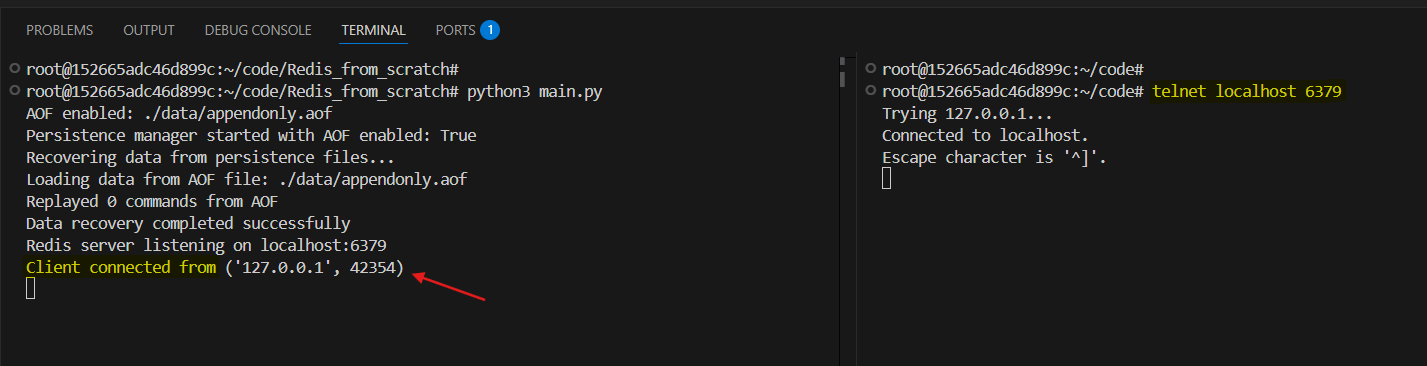 PROBLEMS OUTPUT DEBUG CONSOLE TERMINAL PORTS 1
root@152665adc46d899c:~/code/Redis_from_scratch#
root@152665adc46d899c:~/code/Redis_from_scratch# python3 main.py
AOF enabled: ./data/appendonly.aof
Persistence manager started with AOF enabled: True
Recovering data from persistence files...
Loading data from AOF file: ./data/appendonly.aof
Replayed 0 commands from AOF
Data recovery completed successfully
Redis server listening on localhost:6379
Client connected from ('127.0.0.1', 42354)
root@152665adc46d899c:~/code#
root@152665adc46d899c:~/code# telnet localhost 6379
Trying 127.0.0.1...
Connected to localhost.
Escape character is '^]'.